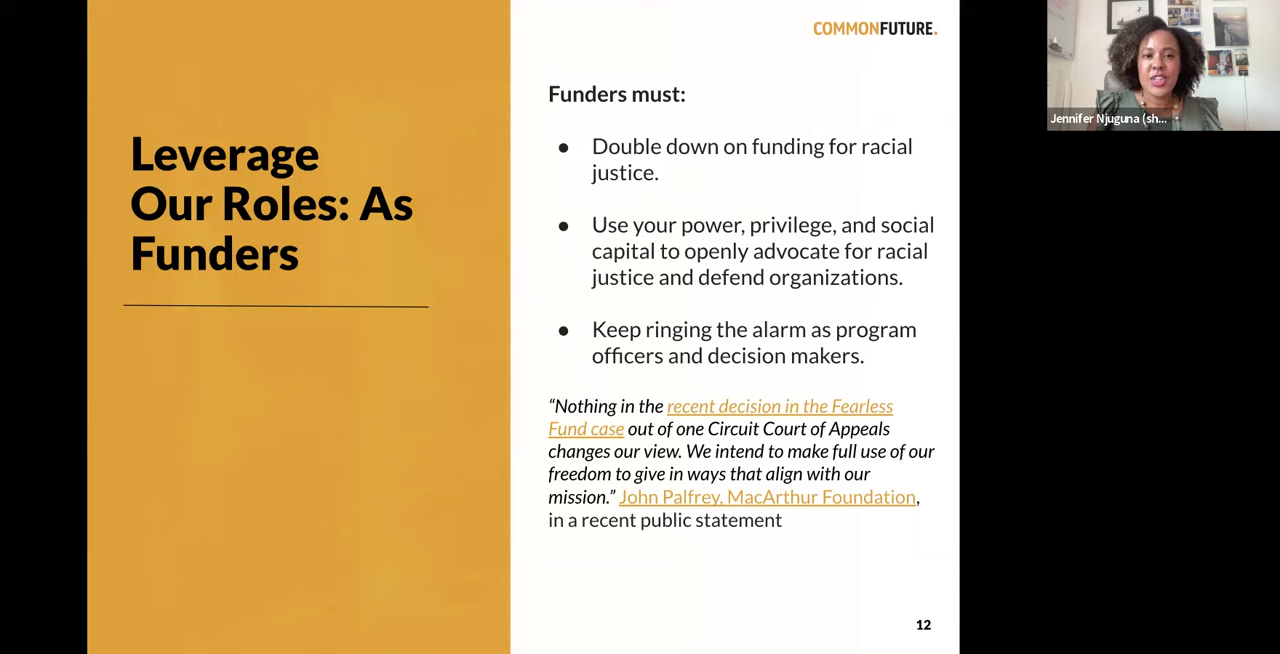 COMMONFUTURE.
Leverage
Our Roles: As
Funders
Funders must:
● Double down on funding for racial
justice.
● Use your power, privilege, and social
capital to openly advocate for racial
justice and defend organizations.
● Keep ringing the alarm as program
officers and decision makers.
“Nothing in the recent decision in the Fearless
Fund case out of one Circuit Court of Appeals
changes our view. We intend to make full use of our
freedom to give in ways that align with our
mission.” John Palfrey, MacArthur Foundation,
in a recent public statement
12
Jennifer Njuguna (sh...